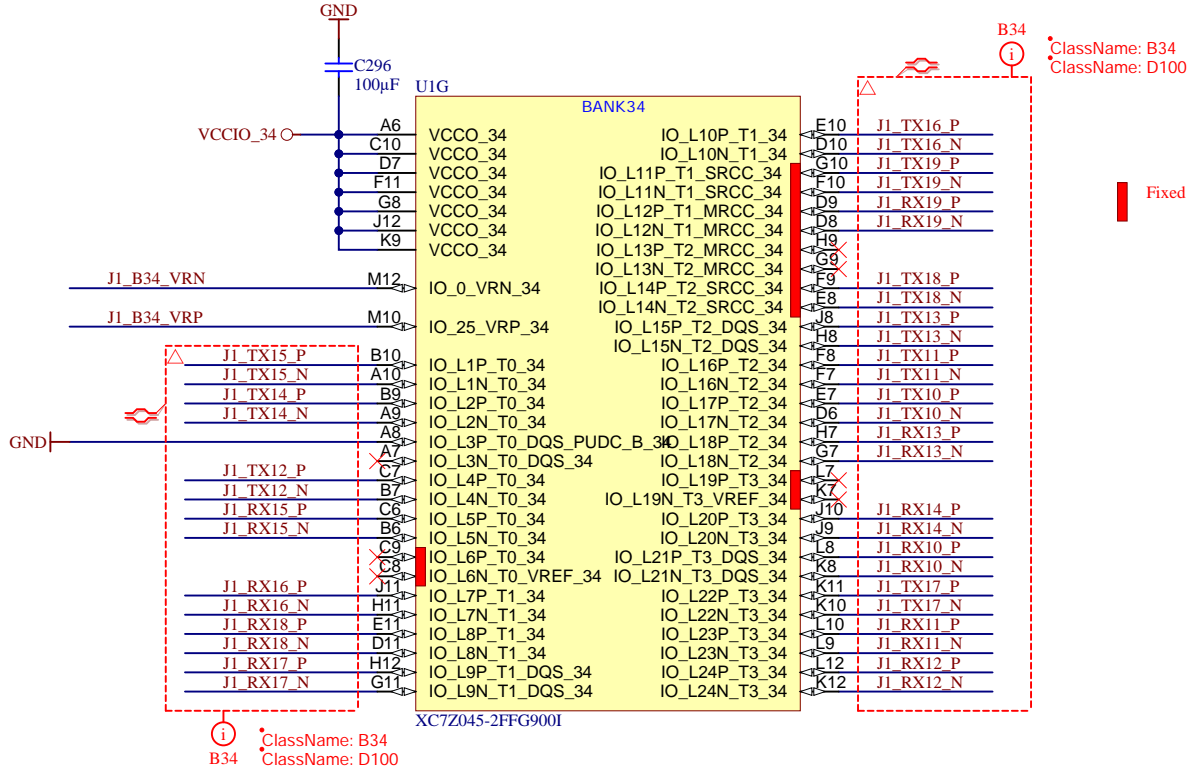 GND
C296
100µF
U1G
BANK34
VCCIO_34
A6 VCCO_34
C10 VCCO_34
D7 VCCO_34
F11 VCCO_34
G8 VCCO_34
J12 VCCO_34
K9 VCCO_34
J1_B34_VRN M12 IO_0_VRN_34
J1_B34_VRP M10 IO_25_VRP_34
J1_TX15_P B10 IO_L1P_T0_34
J1_TX15_N A10 IO_L1N_T0_34
J1_TX14_P B9 IO_L2P_T0_34
J1_TX14_N A9 IO_L2N_T0_34
GND A8 IO_L3P_T0_DQS_PUDC_B_34
A7 IO_L3N_T0_DQS_34
J1_TX12_P C7 IO_L4P_T0_34
J1_TX12_N B7 IO_L4N_T0_34
J1_RX15_P C6 IO_L5P_T0_34
J1_RX15_N B6 IO_L5N_T0_34
C9 IO_L6P_T0_34
C8 IO_L6N_T0_VREF_34
J1_RX16_P J11 IO_L7P_T1_34
J1_RX16_N H11 IO_L7N_T1_34
J1_RX18_P E11 IO_L8P_T1_34
J1_RX18_N D11 IO_L8N_T1_34
J1_RX17_P H12 IO_L9P_T1_DQS_34
J1_RX17_N G11 IO_L9N_T1_DQS_34
XC7Z045-2FFG900I
B34
ClassName: B34
ClassName: D100
IO_L10P_T1_34 E10 J1_TX16_P
IO_L10N_T1_34 D10 J1_TX16_N
IO_L11P_T1_SRCC_34 G10 J1_TX19_P
IO_L11N_T1_SRCC_34 F10 J1_TX19_N
IO_L12P_T1_MRCC_34 D9 J1_RX19_P
IO_L12N_T1_MRCC_34 D8 J1_RX19_N
IO_L13P_T2_MRCC_34 H9
IO_L13N_T2_MRCC_34 G9
IO_L14P_T2_SRCC_34 F9 J1_TX18_P
IO_L14N_T2_SRCC_34 E8 J1_TX18_N
IO_L15P_T2_DQS_34 J8 J1_TX13_P
IO_L15N_T2_DQS_34 H8 J1_TX13_N
IO_L16P_T2_34 F8 J1_TX11_P
IO_L16N_T2_34 F7 J1_TX11_N
IO_L17P_T2_34 E7 J1_TX10_P
IO_L17N_T2_34 D6 J1_TX10_N
IO_L18P_T2_34 H7 J1_RX13_P
IO_L18N_T2_34 G7 J1_RX13_N
IO_L19P_T3_34 L7
IO_L19N_T3_VREF_34 K7
IO_L20P_T3_34 J10 J1_RX14_P
IO_L20N_T3_34 J9 J1_RX14_N
IO_L21P_T3_DQS_34 L8 J1_RX10_P
IO_L21N_T3_DQS_34 K8 J1_RX10_N
IO_L22P_T3_34 K11 J1_TX17_P
IO_L22N_T3_34 K10 J1_TX17_N
IO_L23P_T3_34 L10 J1_RX11_P
IO_L23N_T3_34 L9 J1_RX11_N
IO_L24P_T3_34 L12 J1_RX12_P
IO_L24N_T3_34 K12 J1_RX12_N
B34
ClassName: B34
ClassName: D100
Fixed